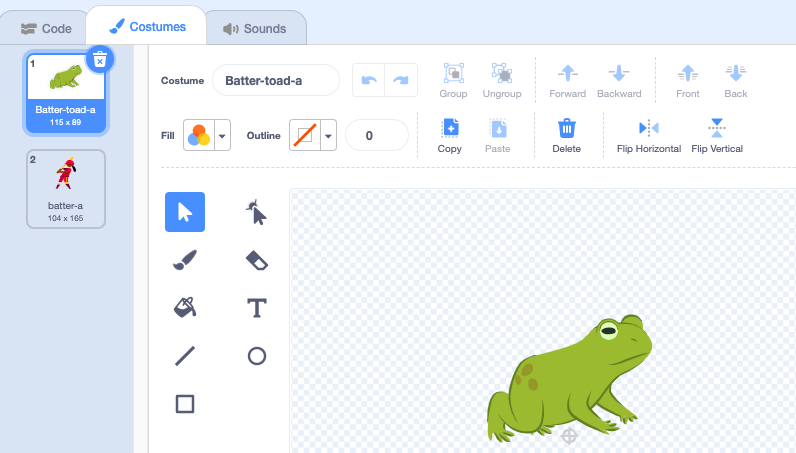 Code
Costumes
Sounds
1
Batter-toad-a
115 x 89
2
batter-a
104 x 165
Costume
Batter-toad-a
Group
Ungroup
Forward
Backward
Front
Back
Fill
Outline
0
Copy
Paste
Delete
Flip Horizontal
Flip Vertical
T